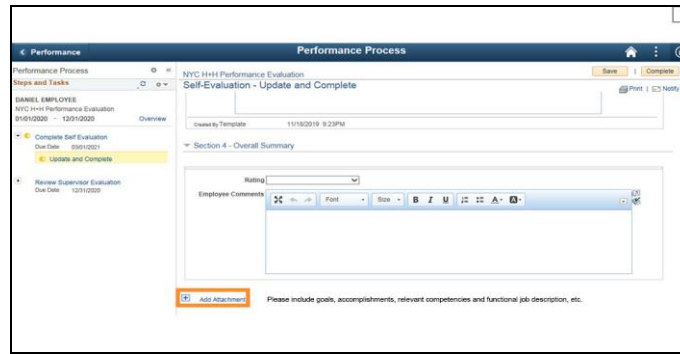 Performance
Performance Process
Performance Process
Steps and Tasks
DANIEL EMPLOYEE
NYC H+H Performance Evaluation
01/01/2020 - 12/31/2020 Overview
Complete Self Evaluation
Due Date 03/01/2021
Update and Complete
Review Supervisor Evaluation
Due Date 12/31/2020
NYC H+H Performance Evaluation
Save | Complete
Self-Evaluation - Update and Complete
Print | Notify
Created By Template 11/18/2019 9:23PM
Section 4 - Overall Summary
Rating
Employee Comments
Font Size B I U A A
Add Attachment Please include goals, accomplishments, relevant competencies and functional job description, etc.